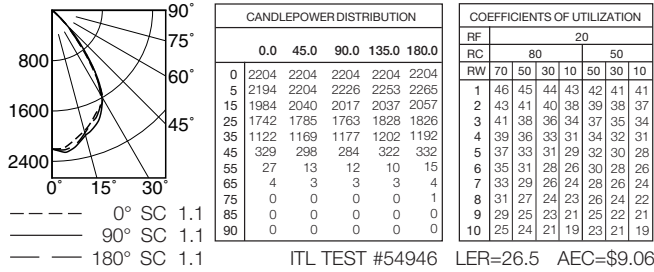 90°
75°
60°
45°
800
1600
2400
0° 15° 30°
0° SC 1.1
90° SC 1.1
180° SC 1.1
CANDLEPOWER DISTRIBUTION
0.0 45.0 90.0 135.0 180.0
0 2204 2204 2204 2204 2204
5 2194 2204 2226 2253 2265
15 1984 2040 2017 2037 2057
25 1742 1785 1763 1828 1826
35 1122 1169 1177 1202 1192
45 329 298 284 322 332
55 27 13 12 10 15
65 4 3 3 3 4
75 0 0 0 0 1
85 0 0 0 0 0
90 0 0 0 0 0
ITL TEST #54946
COEFFICIENTS OF UTILIZATION
RF 20
RC 80 50
RW 70 50 30 10 50 30 10
1 46 45 44 43 42 41 41
2 43 41 40 38 39 38 37
3 41 38 36 34 37 35 34
4 39 36 33 31 34 32 31
5 37 33 31 29 32 30 28
6 35 31 28 26 30 28 26
7 33 29 26 24 28 26 24
8 31 27 24 23 26 24 22
9 29 25 23 21 25 22 21
10 25 24 21 19 23 21 19
LER=26.5 AEC=$9.06